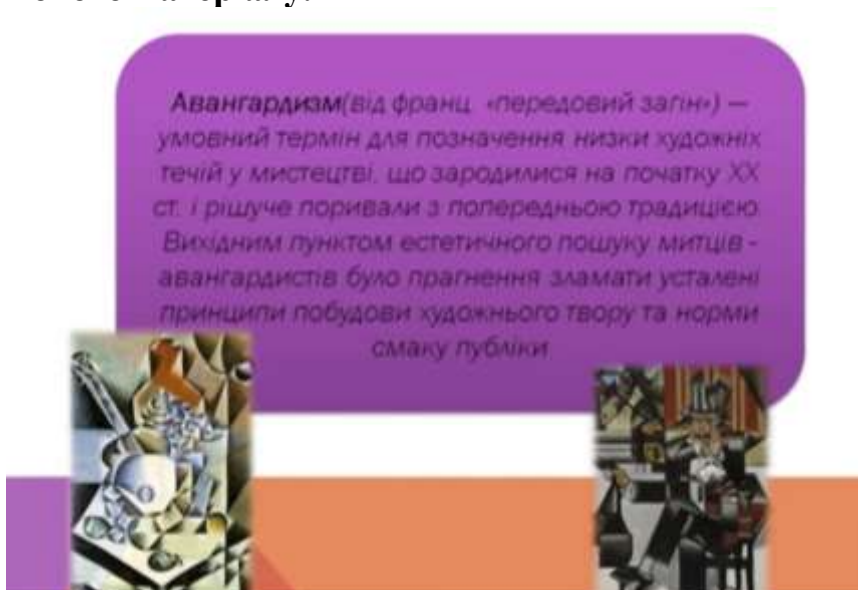 Авангардизм(від франц. «передовий загін») —
умовний термін для позначення низки художніх
течій у мистецтві, що зародилися на початку XX
ст. і рішуче поривали з попередньою традицією.
Вихідним пунктом естетичного пошуку митців -
авангардистів було прагнення зламати усталені
принципи побудови художнього твору та норми
смаку публіки